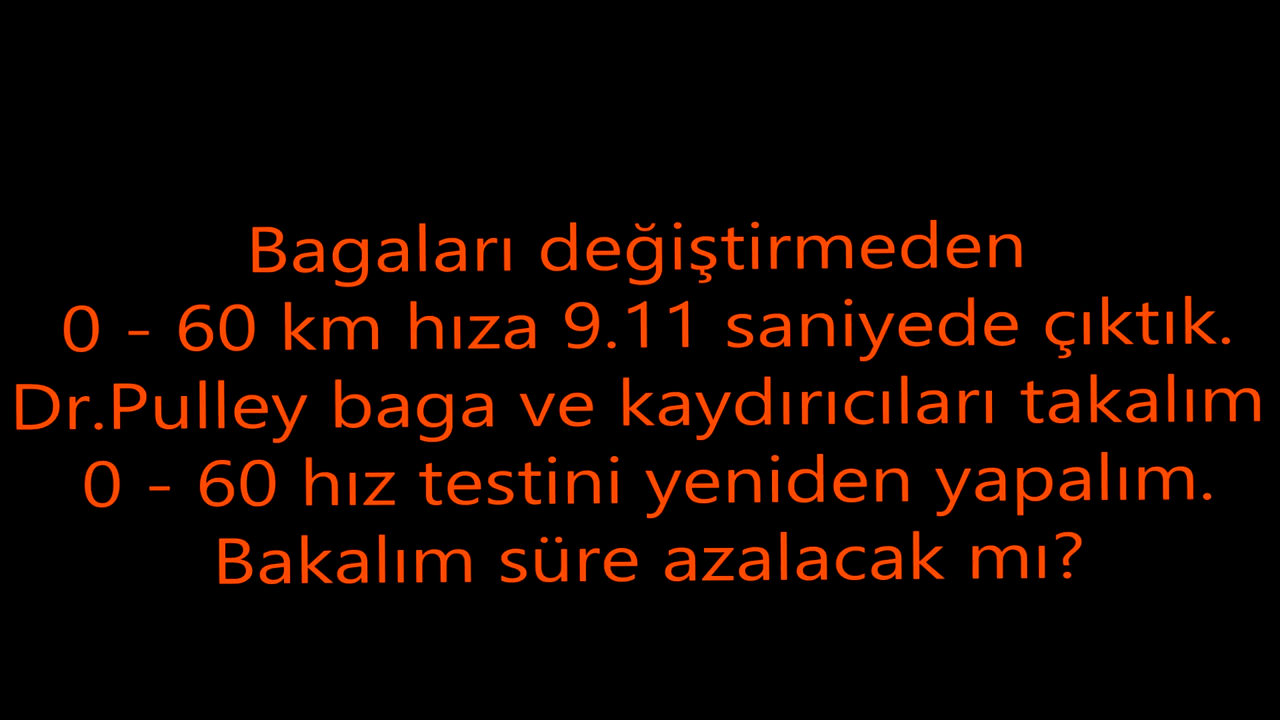 Bagaları değiştirmeden
0 - 60 km hıza 9.11 saniyede çıktık.
Dr.Pulley baga ve kaydırıcıları takalım
0 - 60 hız testini yeniden yapalım.
Bakalım süre azalacak mı?